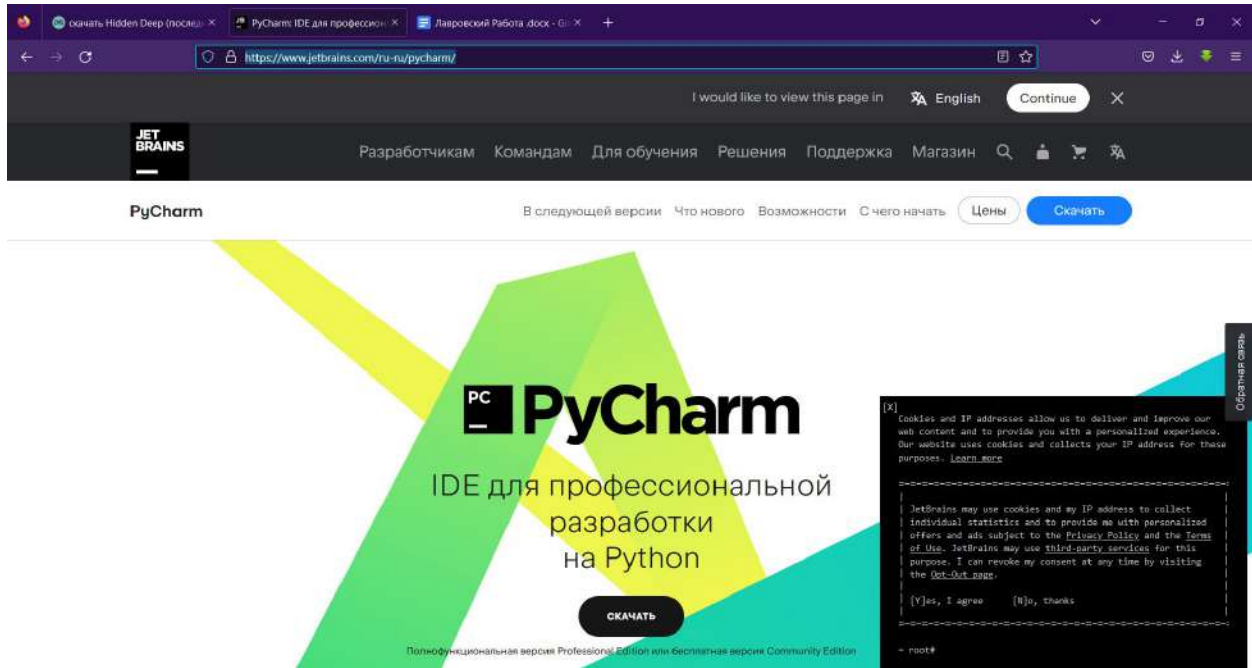 скачать Hidden Deep (после
PyCharm: IDE для профессион
Лавровский Работа .docx - G
https://www.jetbrains.com/ru-ru/pycharm/
I would like to view this page in English Continue
JET
BRAINS
Разработчикам Командам Для обучения Решения Поддержка Магазин
PyCharm
В следующей версии Что нового Возможности С чего начать Цены Скачать
PC PyCharm
IDE для профессиональной
разработки
на Python
СКАЧАТЬ
Полнофункциональная версия Professional Edition или бесплатная версия Community Edition
Обратная связь
[X]
Cookies and IP addresses allow us to deliver and improve our
web content and to provide you with a personalized experience.
Our website uses cookies and collects your IP address for these
purposes. Learn more
JetBrains may use cookies and my IP address to collect
individual statistics and to provide me with personalized
offers and ads subject to the Privacy Policy and the Terms
of Use. JetBrains may use third-party services for this
purpose. I can revoke my consent at any time by visiting
the Opt-Out page.
[Y]es, I agree [N]o, thanks
~ root#